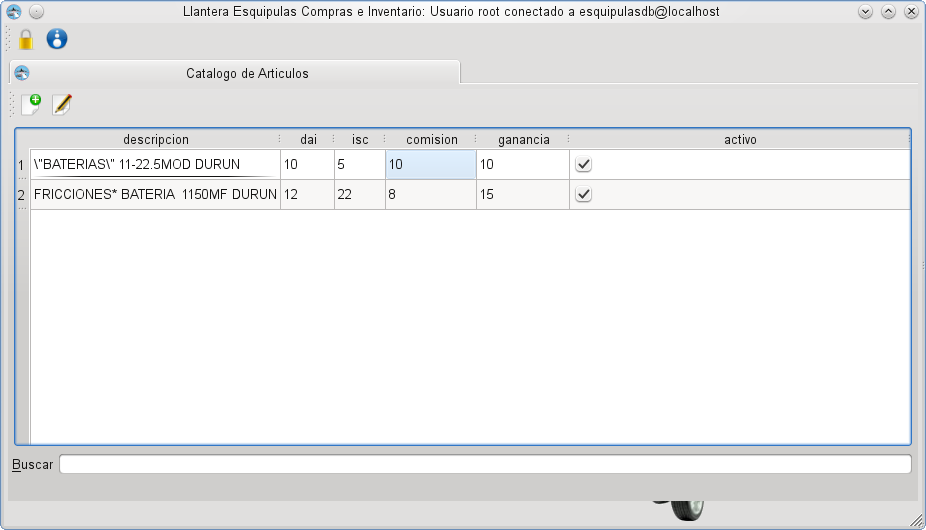 Llantera Esquipulas Compras e Inventario: Usuario root conectado a esquipulasdb@localhost
Catalogo de Articulos
descripcion dai isc comision ganancia activo
1 \"BATERIAS\" 11-22.5MOD DURUN 10 5 10 10
2 FRICCIONES* BATERIA  1150MF DURUN 12 22 8 15
Buscar